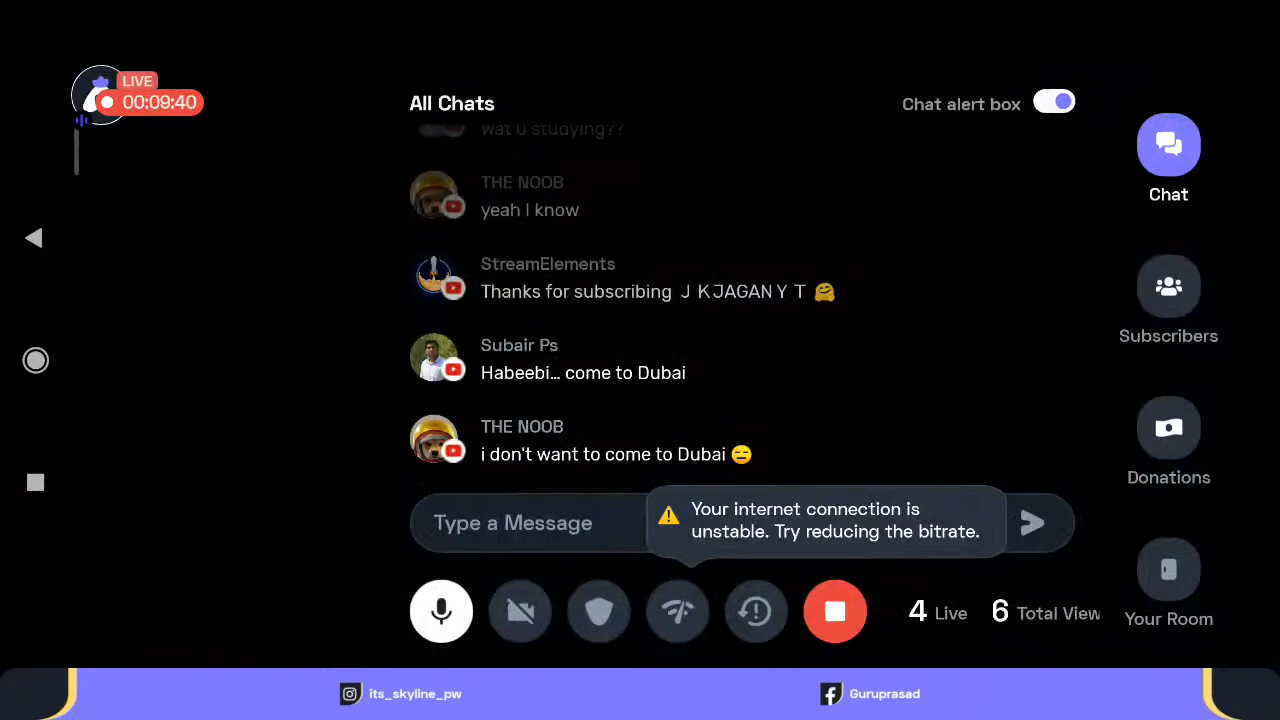 LIVE
00:09:40
All Chats
Chat alert box
wat u studying??
THE NOOB
yeah I know
StreamElements
Thanks for subscribing J K JAGAN Y T 🤗
Subair Ps
Habeebi... come to Dubai
THE NOOB
i don't want to come to Dubai 😑
Type a Message
Your internet connection is
unstable. Try reducing the bitrate.
Chat
Subscribers
Donations
Your Room
4 Live 6 Total View
its_skyline_pw
Guruprasad